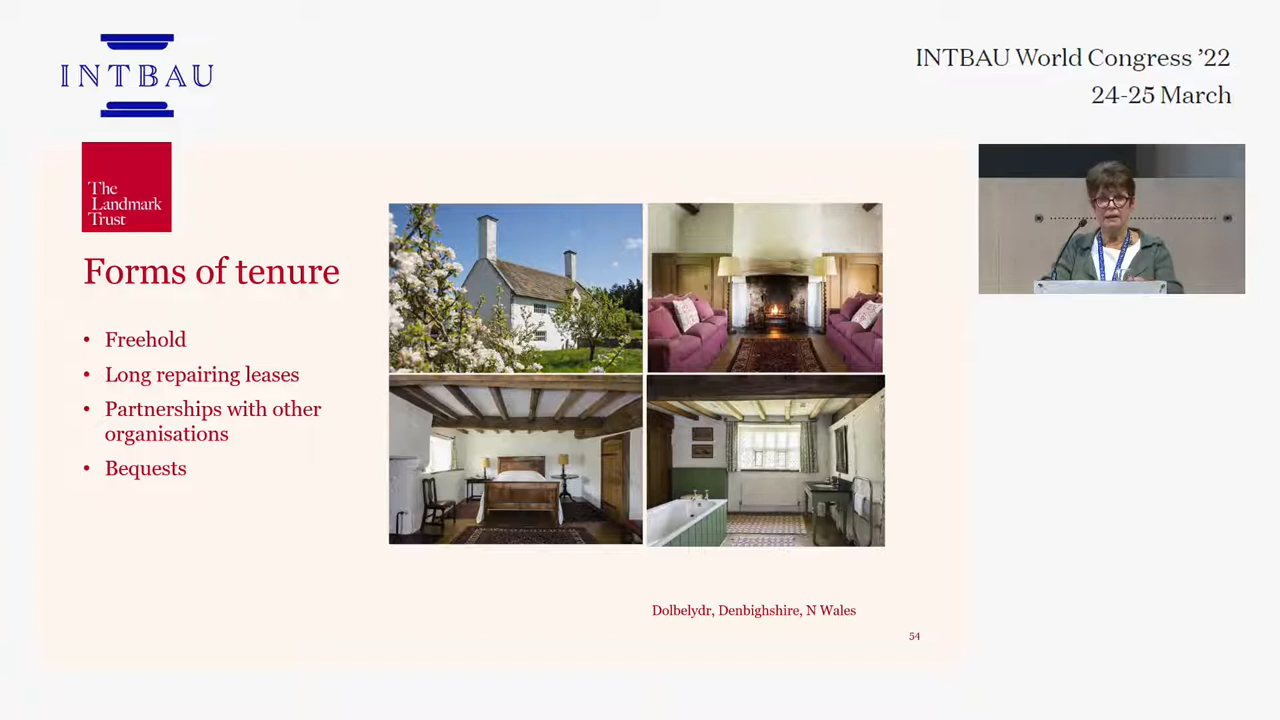 INTBAU
INTBAU World Congress ’22
24-25 March
The
Landmark
Trust
Forms of tenure
• Freehold
• Long repairing leases
• Partnerships with other
organisations
• Bequests
Dolbelydr, Denbighshire, N Wales
54